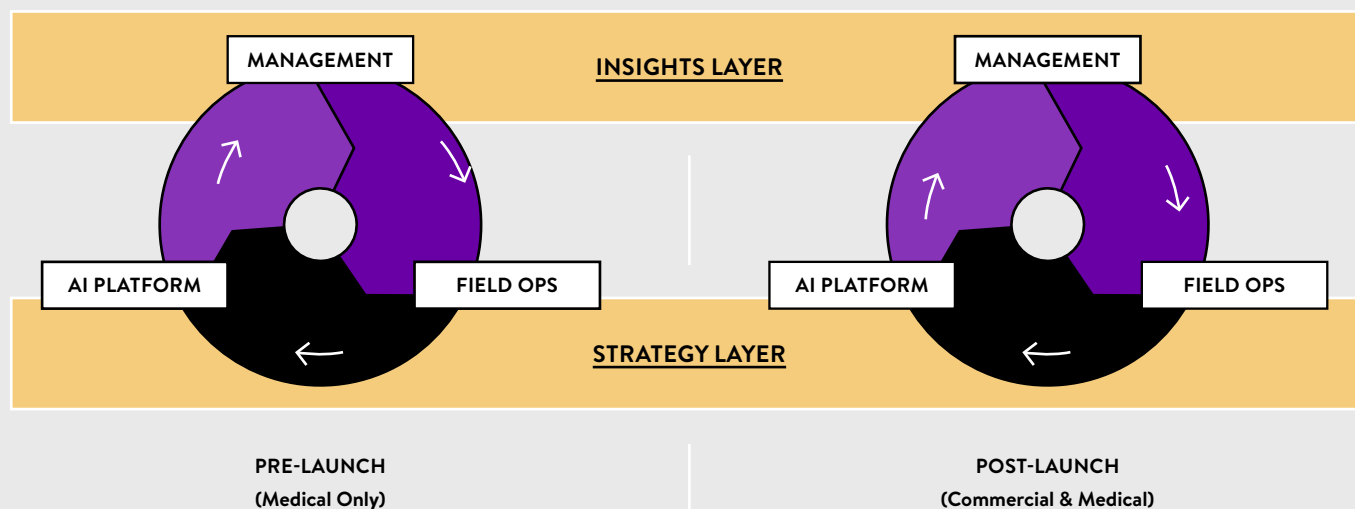 MANAGEMENT
INSIGHTS LAYER
MANAGEMENT
AI PLATFORM
FIELD OPS
AI PLATFORM
FIELD OPS
STRATEGY LAYER
PRE-LAUNCH
(Medical Only)
POST-LAUNCH
(Commercial & Medical)